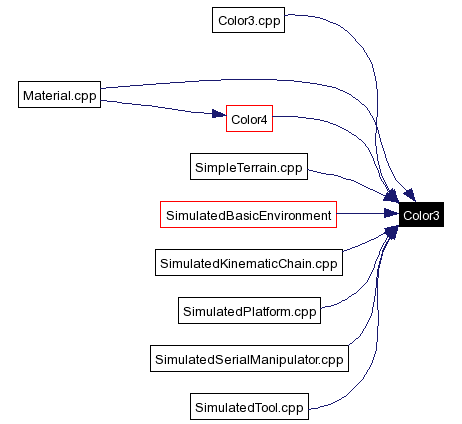 Color3.cpp
Material.cpp
Color4
SimpleTerrain.cpp
SimulatedBasicEnvironment
Color3
SimulatedKinematicChain.cpp
SimulatedPlatform.cpp
SimulatedSerialManipulator.cpp
SimulatedTool.cpp